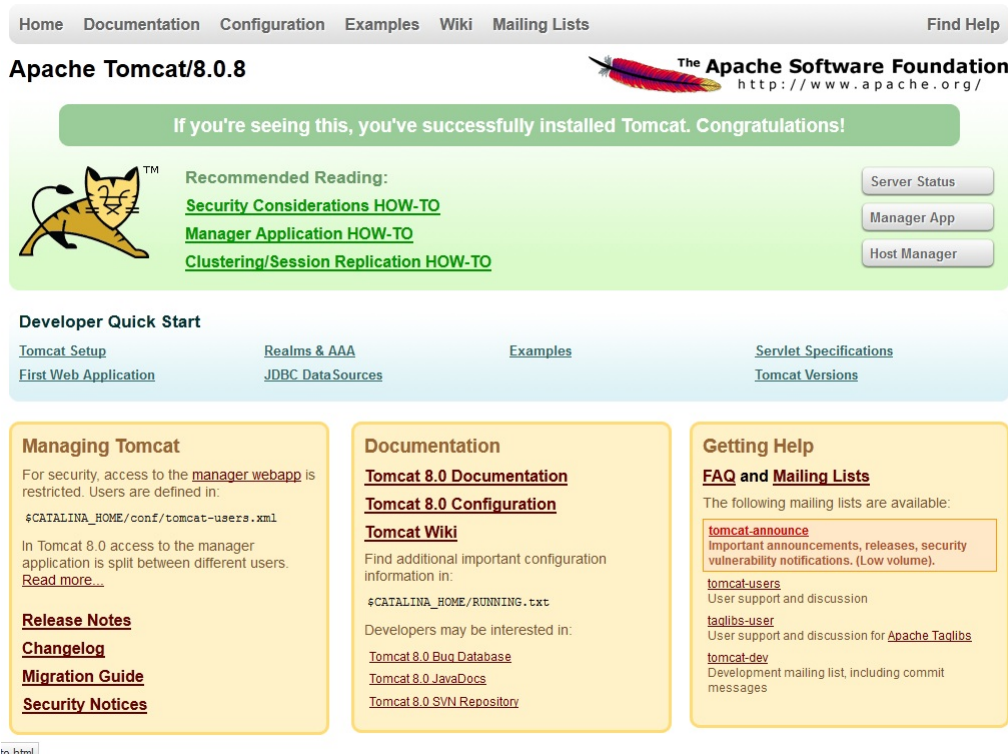 Home Documentation Configuration Examples Wiki Mailing Lists Find Help
Apache Tomcat/8.0.8
The Apache Software Foundation
http://www.apache.org/
If you're seeing this, you've successfully installed Tomcat. Congratulations!
TM
Recommended Reading:
Security Considerations HOW-TO
Manager Application HOW-TO
Clustering/Session Replication HOW-TO
Server Status
Manager App
Host Manager
Developer Quick Start
Tomcat Setup
First Web Application
Realms & AAA
JDBC DataSources
Examples
Servlet Specifications
Tomcat Versions
Managing Tomcat
For security, access to the manager webapp is
restricted. Users are defined in:
$CATALINA_HOME/conf/tomcat-users.xml
In Tomcat 8.0 access to the manager
application is split between different users.
Read more...
Release Notes
Changelog
Migration Guide
Security Notices
Documentation
Tomcat 8.0 Documentation
Tomcat 8.0 Configuration
Tomcat Wiki
Find additional important configuration
information in:
$CATALINA_HOME/RUNNING.txt
Developers may be interested in:
Tomcat 8.0 Bug Database
Tomcat 8.0 JavaDocs
Tomcat 8.0 SVN Repository
Getting Help
FAQ and Mailing Lists
The following mailing lists are available:
tomcat-announce
Important announcements, releases, security
vulnerability notifications. (Low volume).
tomcat-users
User support and discussion
taglibs-user
User support and discussion for Apache Taglibs
tomcat-dev
Development mailing list, including commit
messages